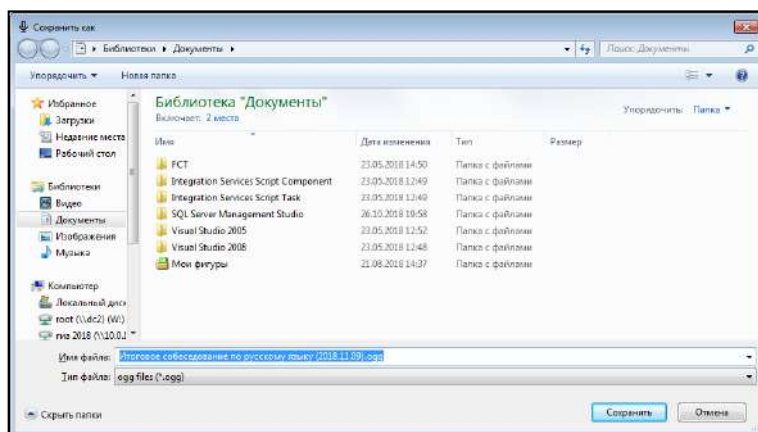 Сохранить как
Библиотеки ▸ Документы ▸
Поиск: Документы
Упорядочить
Новая папка
Избранное
Загрузки
Недавние места
Рабочий стол
Библиотеки
Видео
Документы
Изображения
Музыка
Компьютер
Локальный диск
root (\\dc2) (W:)
гиа 2018 (\\10.0.1
Библиотека "Документы"
Включает: 2 места
Упорядочить: Папка
Имя Дата изменения Тип Размер
FCT 23.05.2018 14:50 Папка с файлами
Integration Services Script Component 23.05.2018 12:49 Папка с файлами
Integration Services Script Task 23.05.2018 12:49 Папка с файлами
SQL Server Management Studio 26.10.2018 10:58 Папка с файлами
Visual Studio 2005 23.05.2018 12:52 Папка с файлами
Visual Studio 2008 23.05.2018 12:48 Папка с файлами
Мои фигуры 21.08.2018 14:37 Папка с файлами
Имя файла: Итоговое собеседование по русскому языку (2018.11.09).ogg
Тип файла: ogg files (*.ogg)
Скрыть папки
Сохранить
Отмена